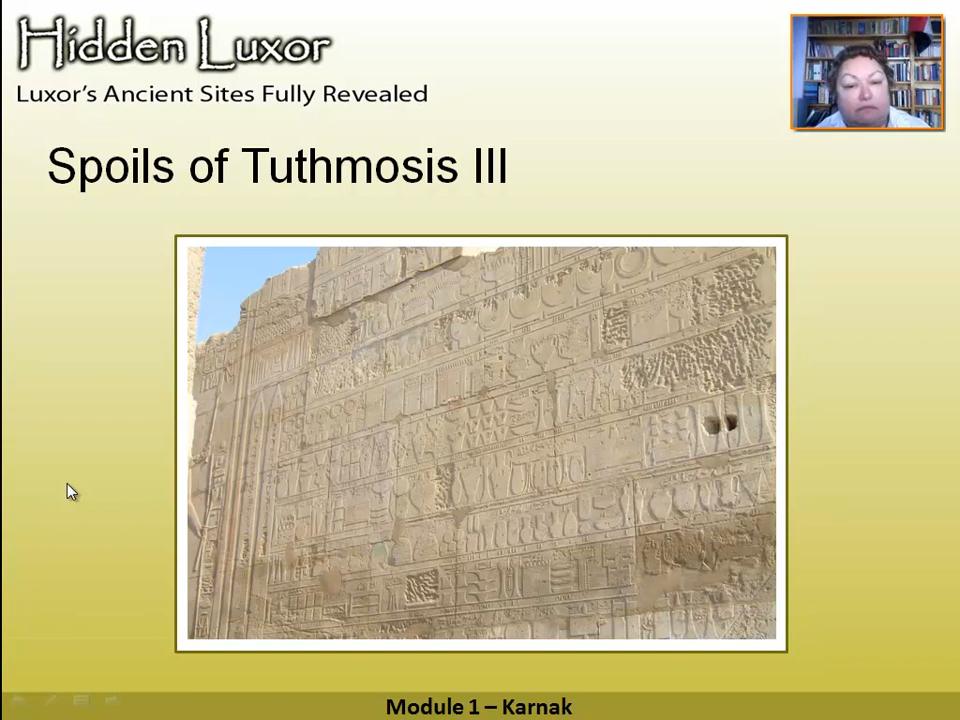 Hidden Luxor
Luxor's Ancient Sites Fully Revealed
Spoils of Tuthmosis III
Module 1 – Karnak